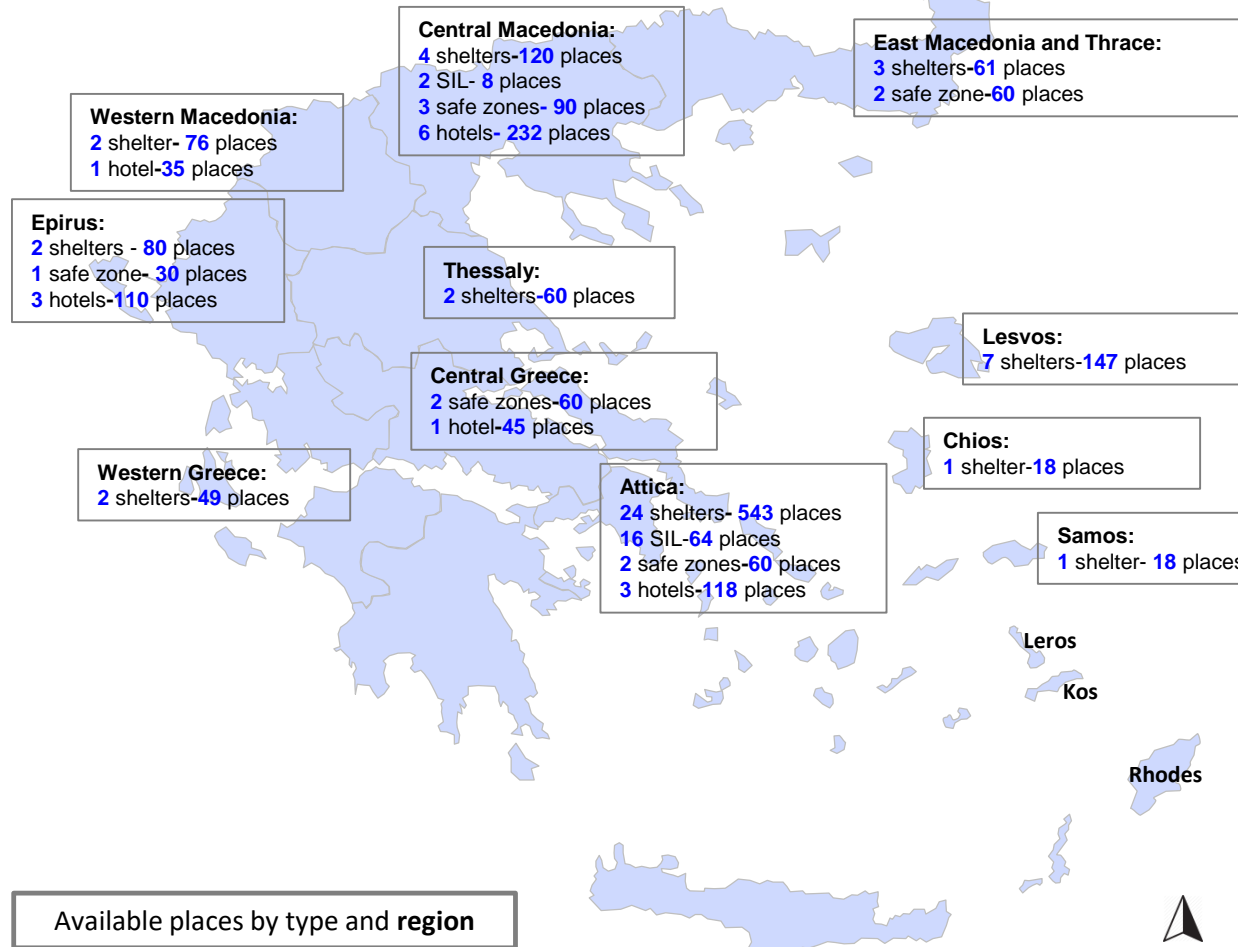 Central Macedonia:
4 shelters-120 places
2 SIL- 8 places
3 safe zones- 90 places
6 hotels- 232 places
East Macedonia and Thrace:
3 shelters-61 places
2 safe zone-60 places
Western Macedonia:
2 shelter- 76 places
1 hotel-35 places
Epirus:
2 shelters - 80 places
1 safe zone- 30 places
3 hotels-110 places
Thessaly:
2 shelters-60 places
Lesvos:
7 shelters-147 places
Central Greece:
2 safe zones-60 places
1 hotel-45 places
Chios:
1 shelter-18 places
Western Greece:
2 shelters-49 places
Attica:
24 shelters- 543 places
16 SIL-64 places
2 safe zones-60 places
3 hotels-118 places
Samos:
1 shelter- 18 places
Leros
Kos
Rhodes
Available places by type and region